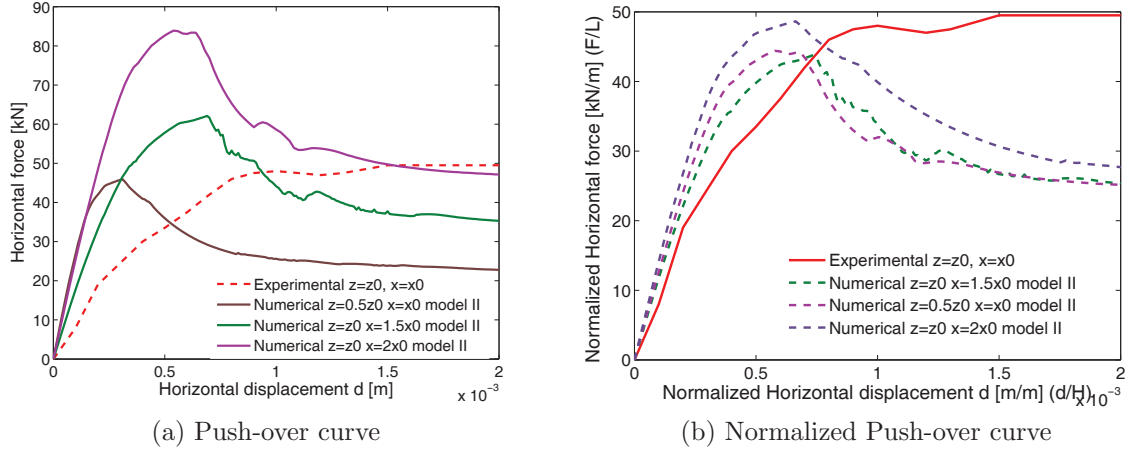 90
80
70
60
50
40
30
20
10
0
Horizontal force [kN]
Experimental z=z0, x=x0
Numerical z=0.5z0 x=x0 model II
Numerical z=z0 x=1.5x0 model II
Numerical z=z0 x=2x0 model II
0 0.5 1 1.5 2
Horizontal displacement d [m]
x 10⁻³
(a) Push-over curve
50
40
30
20
10
0
Normalized Horizontal force [kN/m] (F/L)
Experimental z=z0, x=x0
Numerical z=z0 x=1.5x0 model II
Numerical z=0.5z0 x=x0 model II
Numerical z=z0 x=2x0 model II
0 0.5 1 1.5 2
Normalized Horizontal displacement d [m/m] (d/H)
x 10⁻³
(b) Normalized Push-over curve